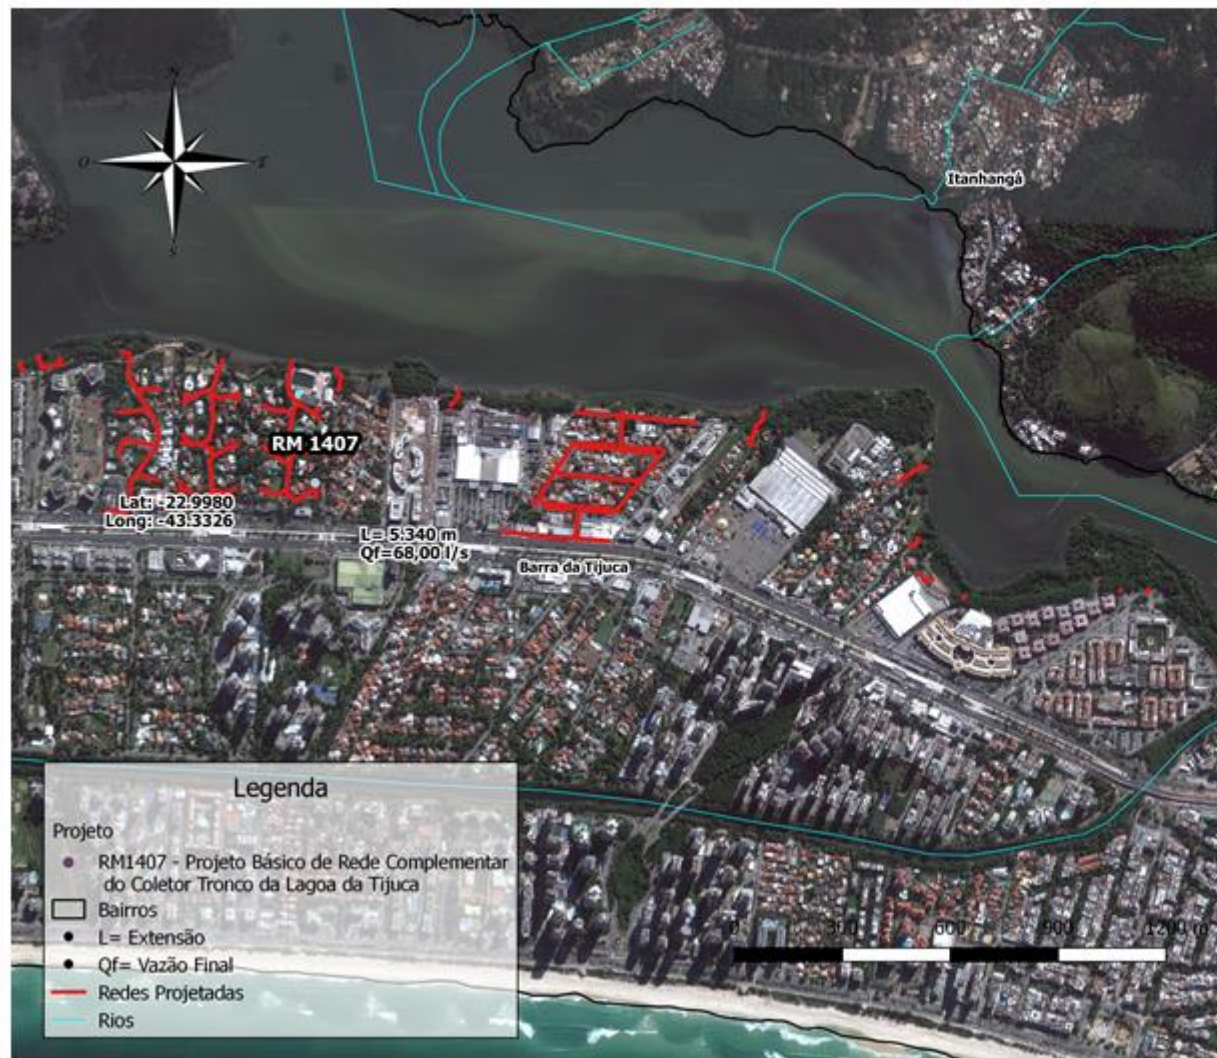 N
O
S
Itanhangá
RM 1407
Lat: -22.9980
Long: -43.3326
L= 5.340 m
Qf=68,00 l/s
Barra da Tijuca
Legenda
Projeto
RM1407 - Projeto Básico de Rede Complementar
do Coletor Tronco da Lagoa da Tijuca
Bairros
L= Extensão
Qf= Vazão Final
Redes Projetadas
Rios
0 300 600 900 1200 m